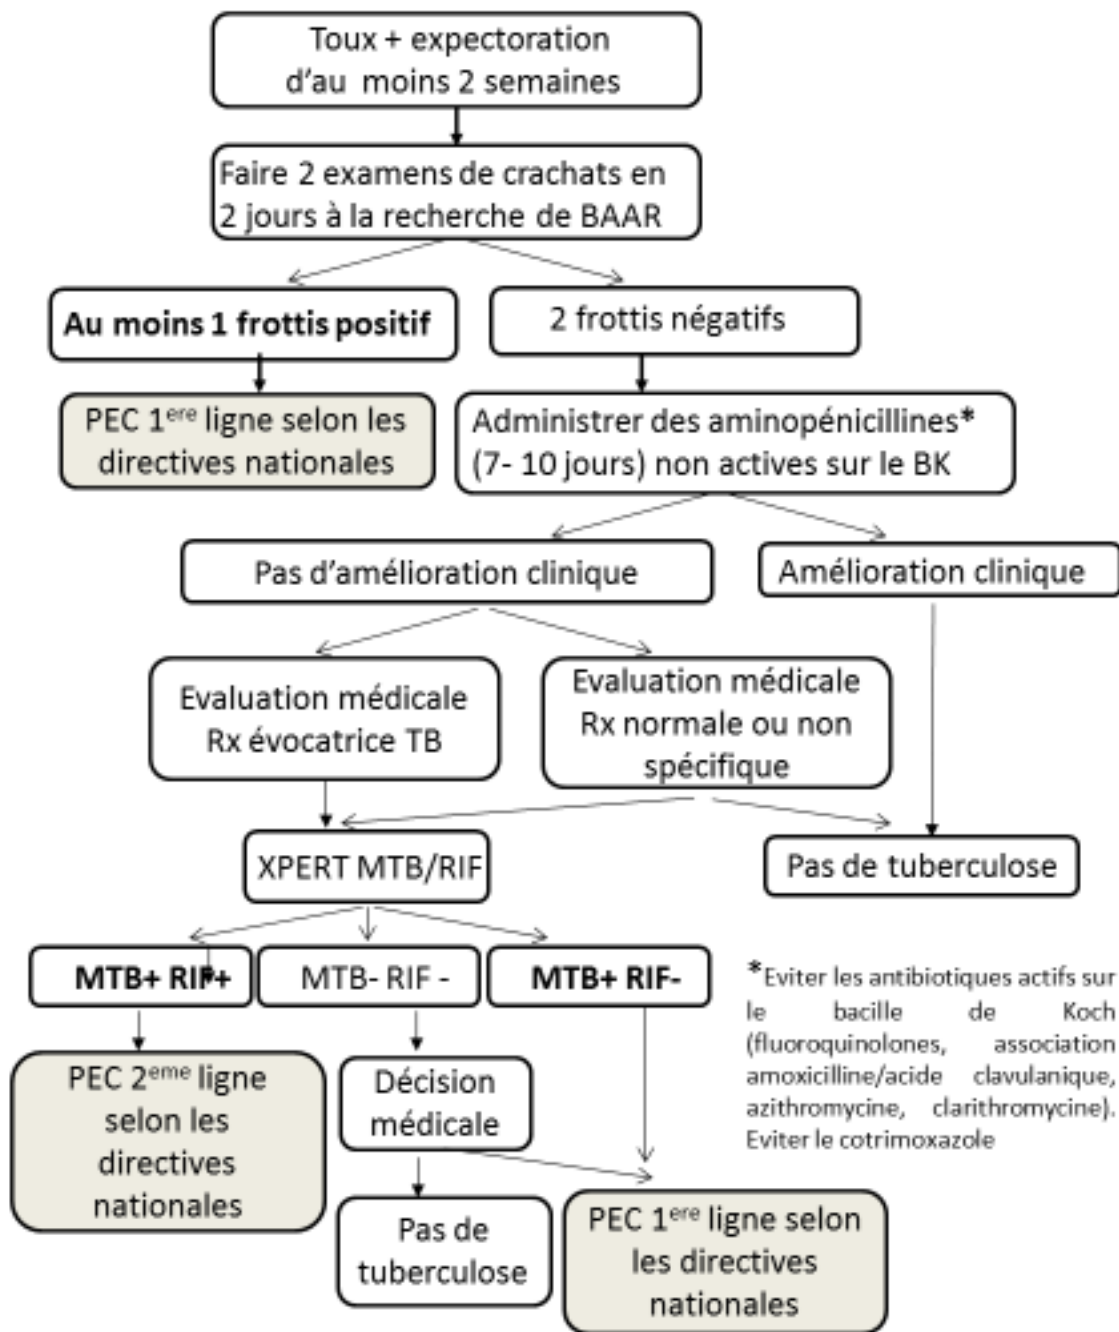 Toux + expectoration
d'au moins 2 semaines
Faire 2 examens de crachats en
2 jours à la recherche de BAAR
Au moins 1 frottis positif
2 frottis négatifs
PEC 1ere ligne selon les
directives nationales
Administrer des aminopénicillines*
(7- 10 jours) non actives sur le BK
Pas d'amélioration clinique
Amélioration clinique
Evaluation médicale
Rx évocatrice TB
Evaluation médicale
Rx normale ou non
spécifique
XPERT MTB/RIF
Pas de tuberculose
MTB+ RIF+
MTB- RIF -
MTB+ RIF-
*Eviter les antibiotiques actifs sur
le bacille de Koch
(fluoroquinolones, association
amoxicilline/acide clavulanique,
azithromycine, clarithromycine).
Eviter le cotrimoxazole
PEC 2eme ligne
selon les
directives
nationales
Décision
médicale
Pas de
tuberculose
PEC 1ere ligne selon
les directives
nationales